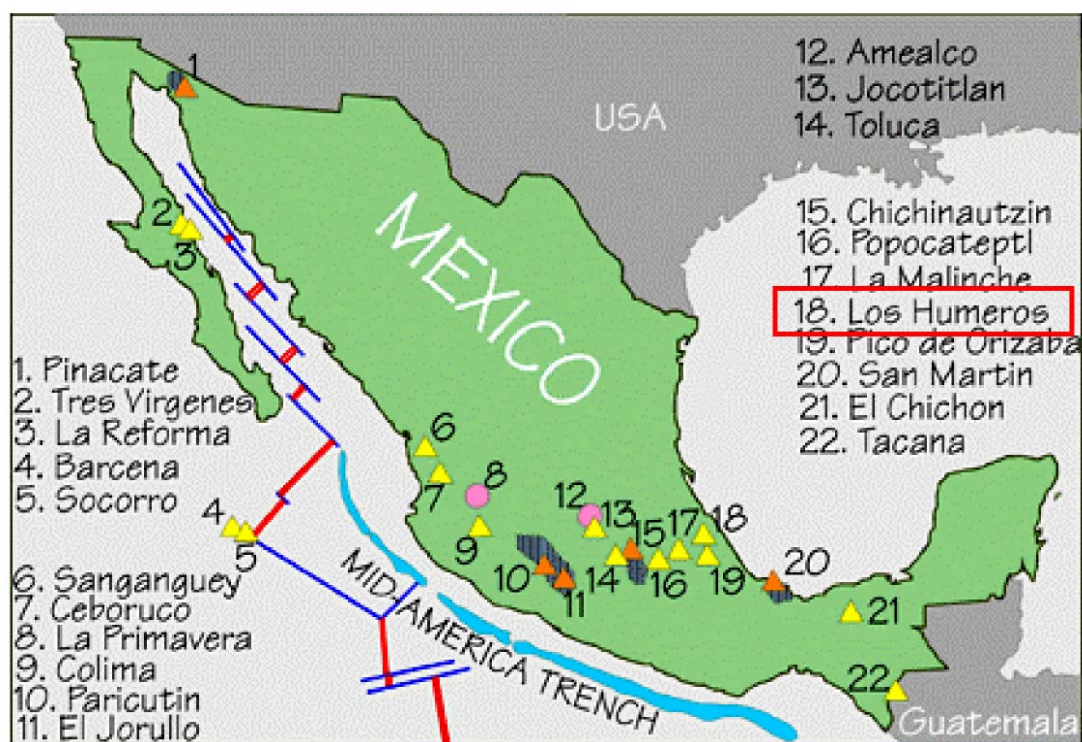 USA
MEXICO
MID-AMERICA TRENCH
Guatemala
1. Pinacate
2. Tres Virgenes
3. La Reforma
4. Barcena
5. Socorro
6. Sanganguey
7. Ceboruco
8. La Primavera
9. Colima
10. Paricutin
11. El Jorullo
12. Amealco
13. Jocotitlan
14. Toluca
15. Chichinautzin
16. Popocateptl
17. La Malinche
18. Los Humeros
19. Pico de Orizaba
20. San Martin
21. El Chichon
22. Tacana
1
2
3
4
5
6
7
8
9
10
11
12
13
14
15
16
17
18
19
20
21
22